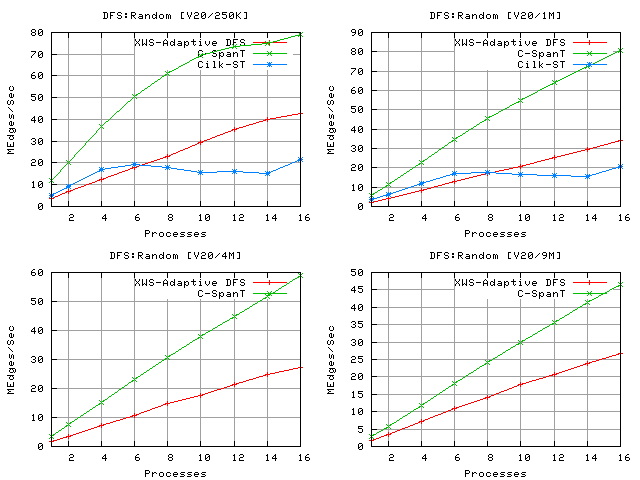 DFS:Random [V20/250K]
MEdges/Sec
80
70
60
50
40
30
20
10
0
XWS-Adaptive DFS
C-SpanT
Cilk-ST
2 4 6 8 10 12 14 16
Processes
DFS:Random [V20/1M]
MEdges/Sec
90
80
70
60
50
40
30
20
10
0
XWS-Adaptive DFS
C-SpanT
Cilk-ST
2 4 6 8 10 12 14 16
Processes
DFS:Random [V20/4M]
MEdges/Sec
60
50
40
30
20
10
0
XWS-Adaptive DFS
C-SpanT
2 4 6 8 10 12 14 16
Processes
DFS:Random [V20/9M]
MEdges/Sec
50
45
40
35
30
25
20
15
10
5
0
XWS-Adaptive DFS
C-SpanT
2 4 6 8 10 12 14 16
Processes